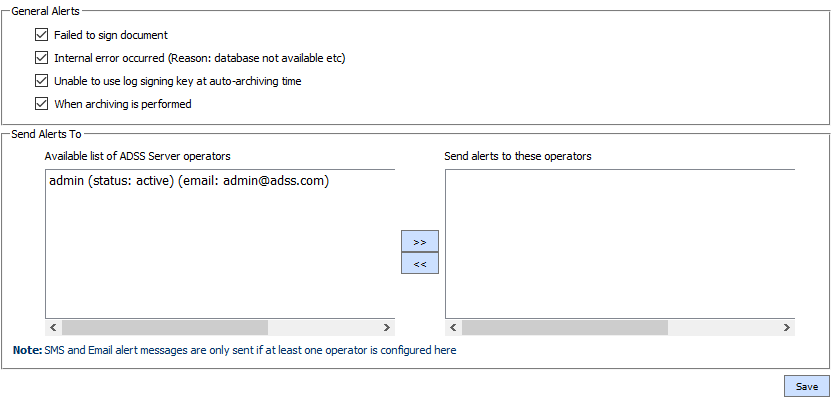 General Alerts
Failed to sign document
Internal error occurred (Reason: database not available etc)
Unable to use log signing key at auto-archiving time
When archiving is performed
Send Alerts To
Available list of ADSS Server operators
Send alerts to these operators
admin (status: active) (email: admin@adss.com)
>>
<<
Note: SMS and Email alert messages are only sent if at least one operator is configured here
Save